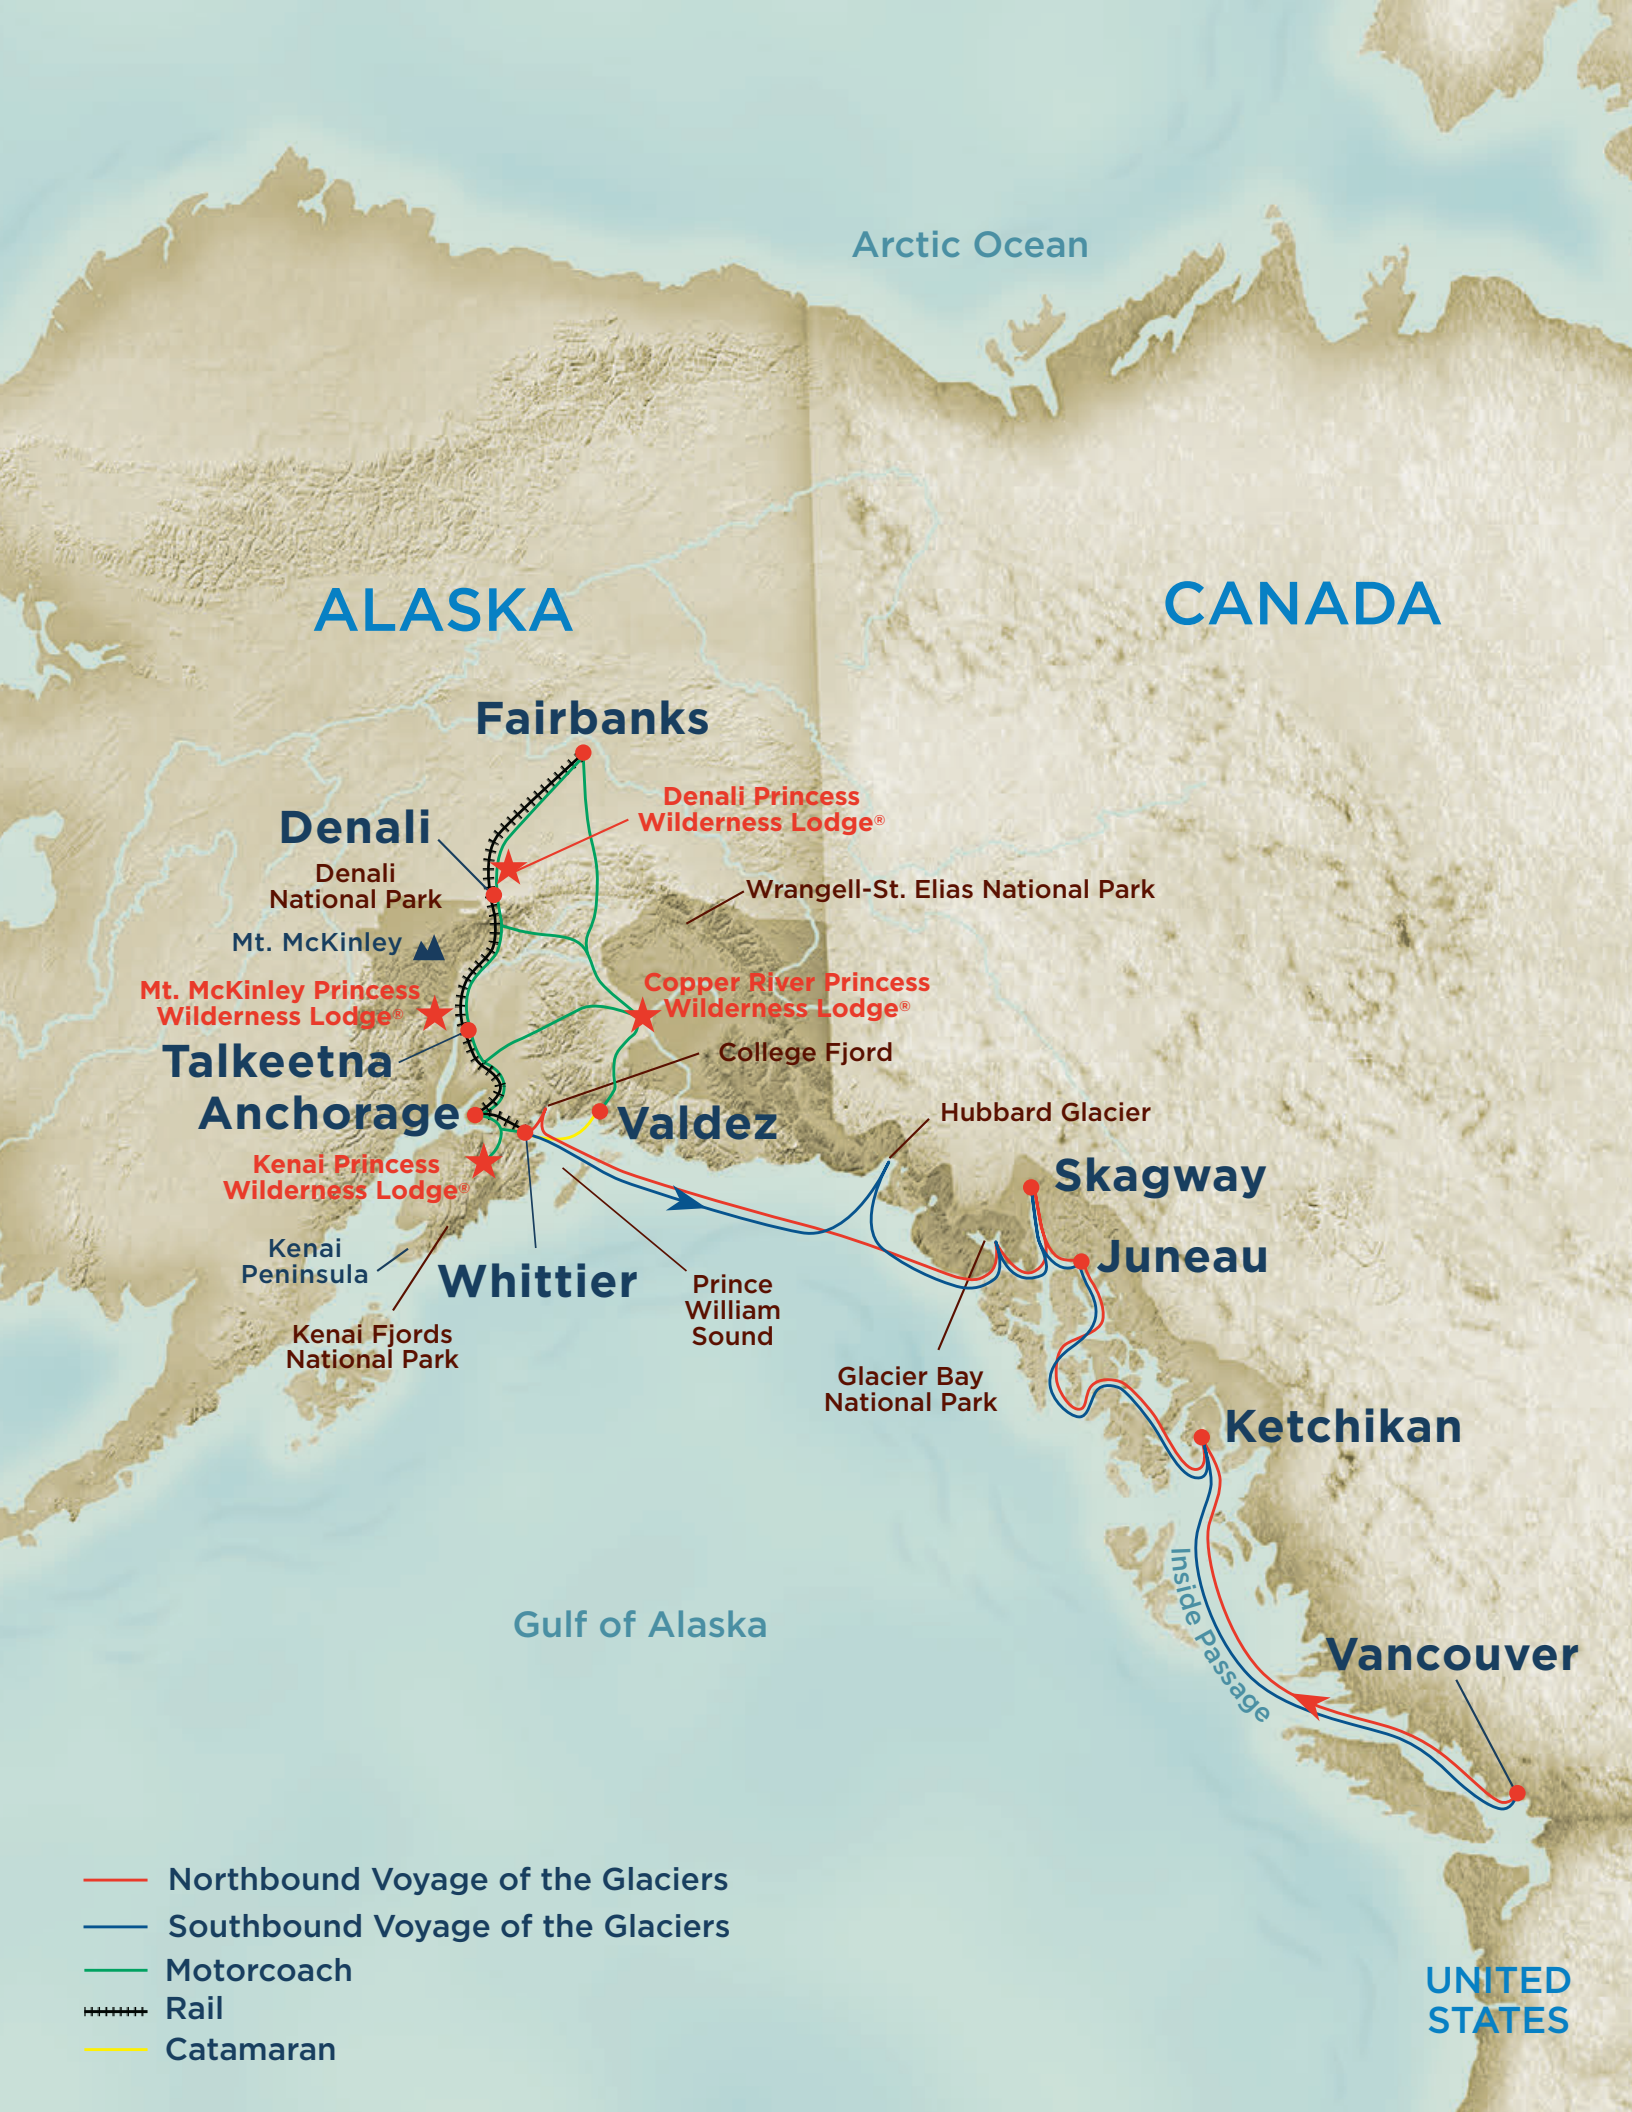 Arctic Ocean
ALASKA
CANADA
Fairbanks
Denali Princess
Wilderness Lodge®
Denali
Denali
National Park
Wrangell-St. Elias National Park
Mt. McKinley
Mt. McKinley Princess
Wilderness Lodge®
Copper River Princess
Wilderness Lodge®
Talkeetna
College Fjord
Anchorage
Valdez
Hubbard Glacier
Kenai Princess
Wilderness Lodge®
Skagway
Kenai
Peninsula
Whittier
Juneau
Prince
William
Sound
Kenai Fjords
National Park
Glacier Bay
National Park
Ketchikan
Inside Passage
Gulf of Alaska
Vancouver
Northbound Voyage of the Glaciers
Southbound Voyage of the Glaciers
Motorcoach
Rail
Catamaran
UNITED
STATES